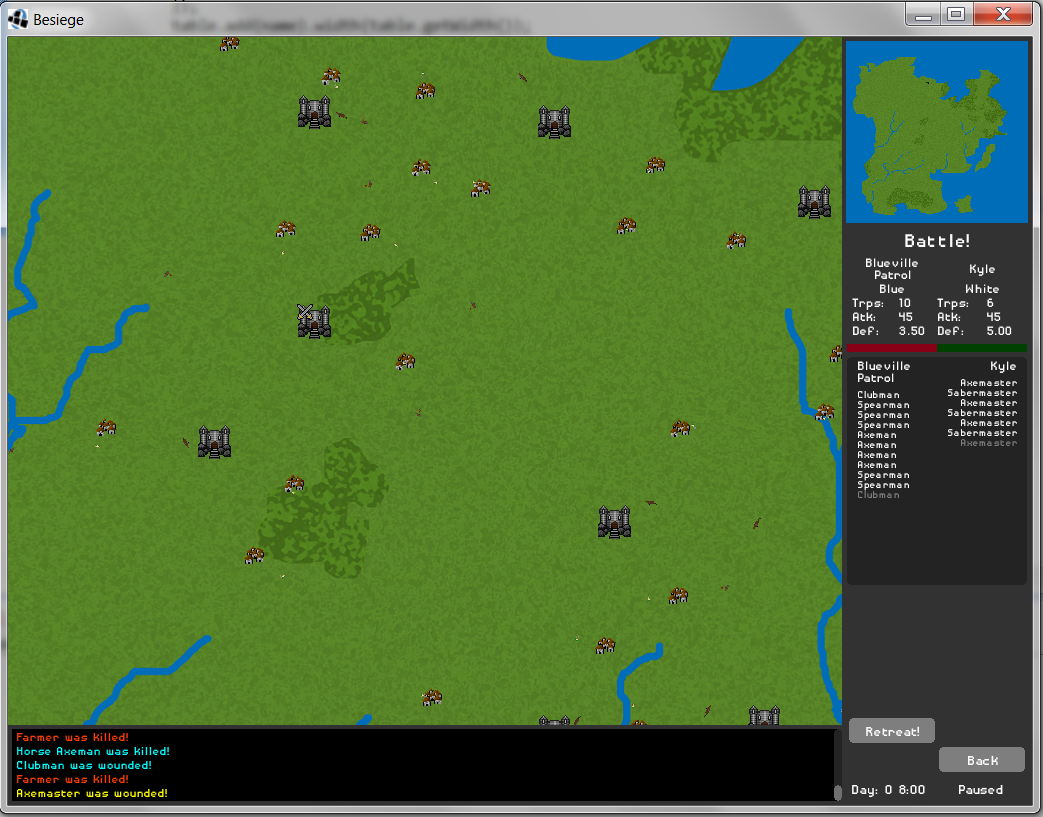 table.add(name).width(table.getWidth());
Besiege
Battle!
Blueville Patrol Kyle
Blue White
Trps: 10 Trps: 6
Atk: 45 Atk: 45
Def: 3.50 Def: 5.00
Blueville Patrol Kyle
Clubman
Spearman
Spearman
Spearman
Axeman
Axeman
Axeman
Axeman
Spearman
Spearman
Clubman
Axemaster
Sabermaster
Axemaster
Sabermaster
Axemaster
Sabermaster
Axemaster
Farmer was killed!
Horse Axeman was killed!
Clubman was wounded!
Farmer was killed!
Axemaster was wounded!
Retreat!
Back
Day: 0 8:00 Paused